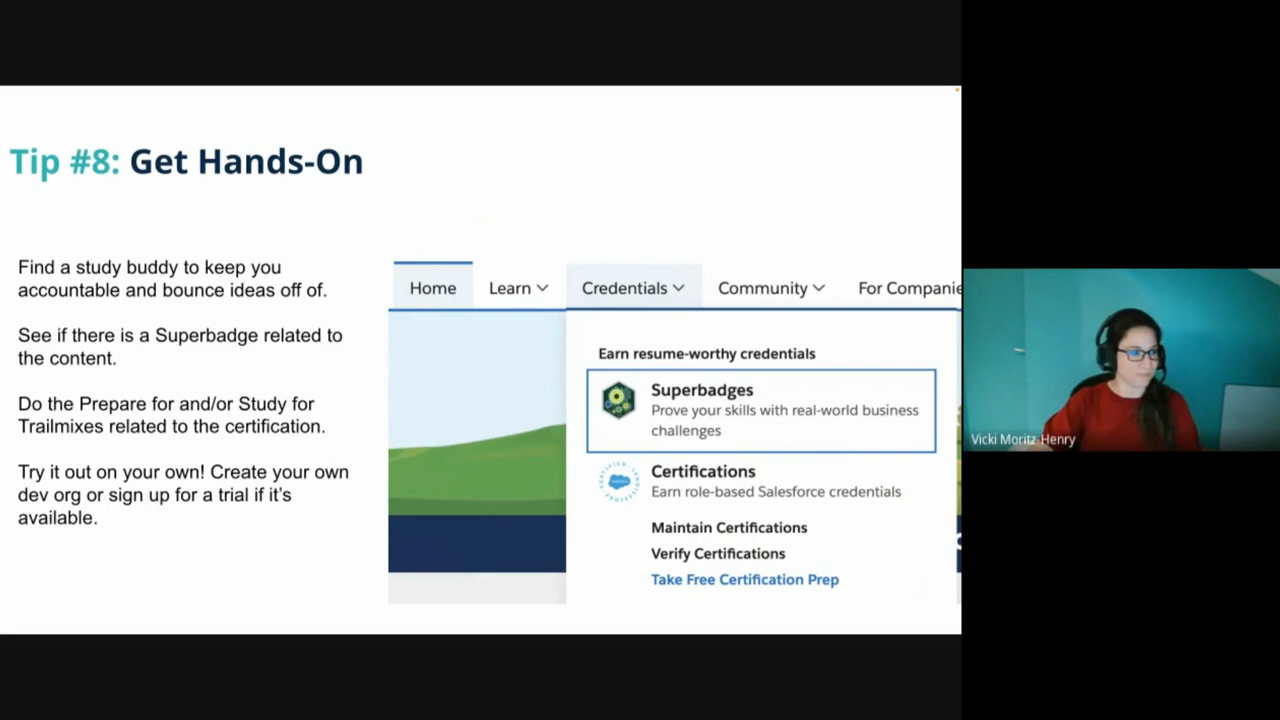 Tip #8: Get Hands-On
Find a study buddy to keep you
accountable and bounce ideas off of.
See if there is a Superbadge related to
the content.
Do the Prepare for and/or Study for
Trailmixes related to the certification.
Try it out on your own! Create your own
dev org or sign up for a trial if it's
available.
Home Learn Credentials Community For Companie
Earn resume-worthy credentials
Superbadges
Prove your skills with real-world business
challenges
Certifications
Earn role-based Salesforce credentials
Maintain Certifications
Verify Certifications
Take Free Certification Prep
Vicki Moritz-Henry